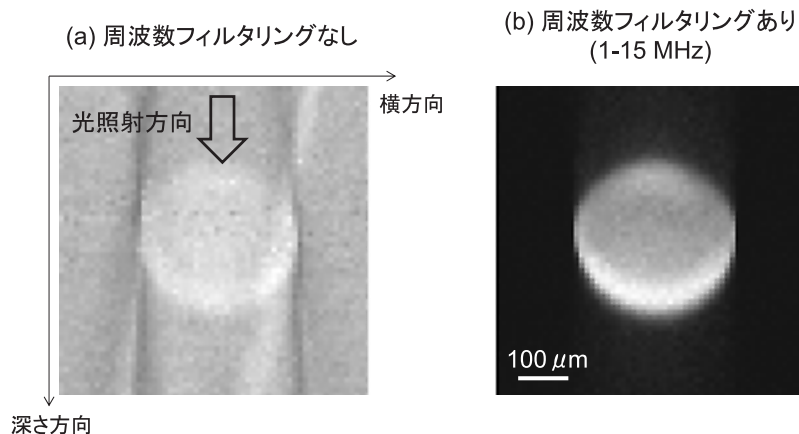 (a) 周波数フィルタリングなし
横方向
光照射方向
深さ方向
(b) 周波数フィルタリングあり
(1-15 MHz)
100 μm